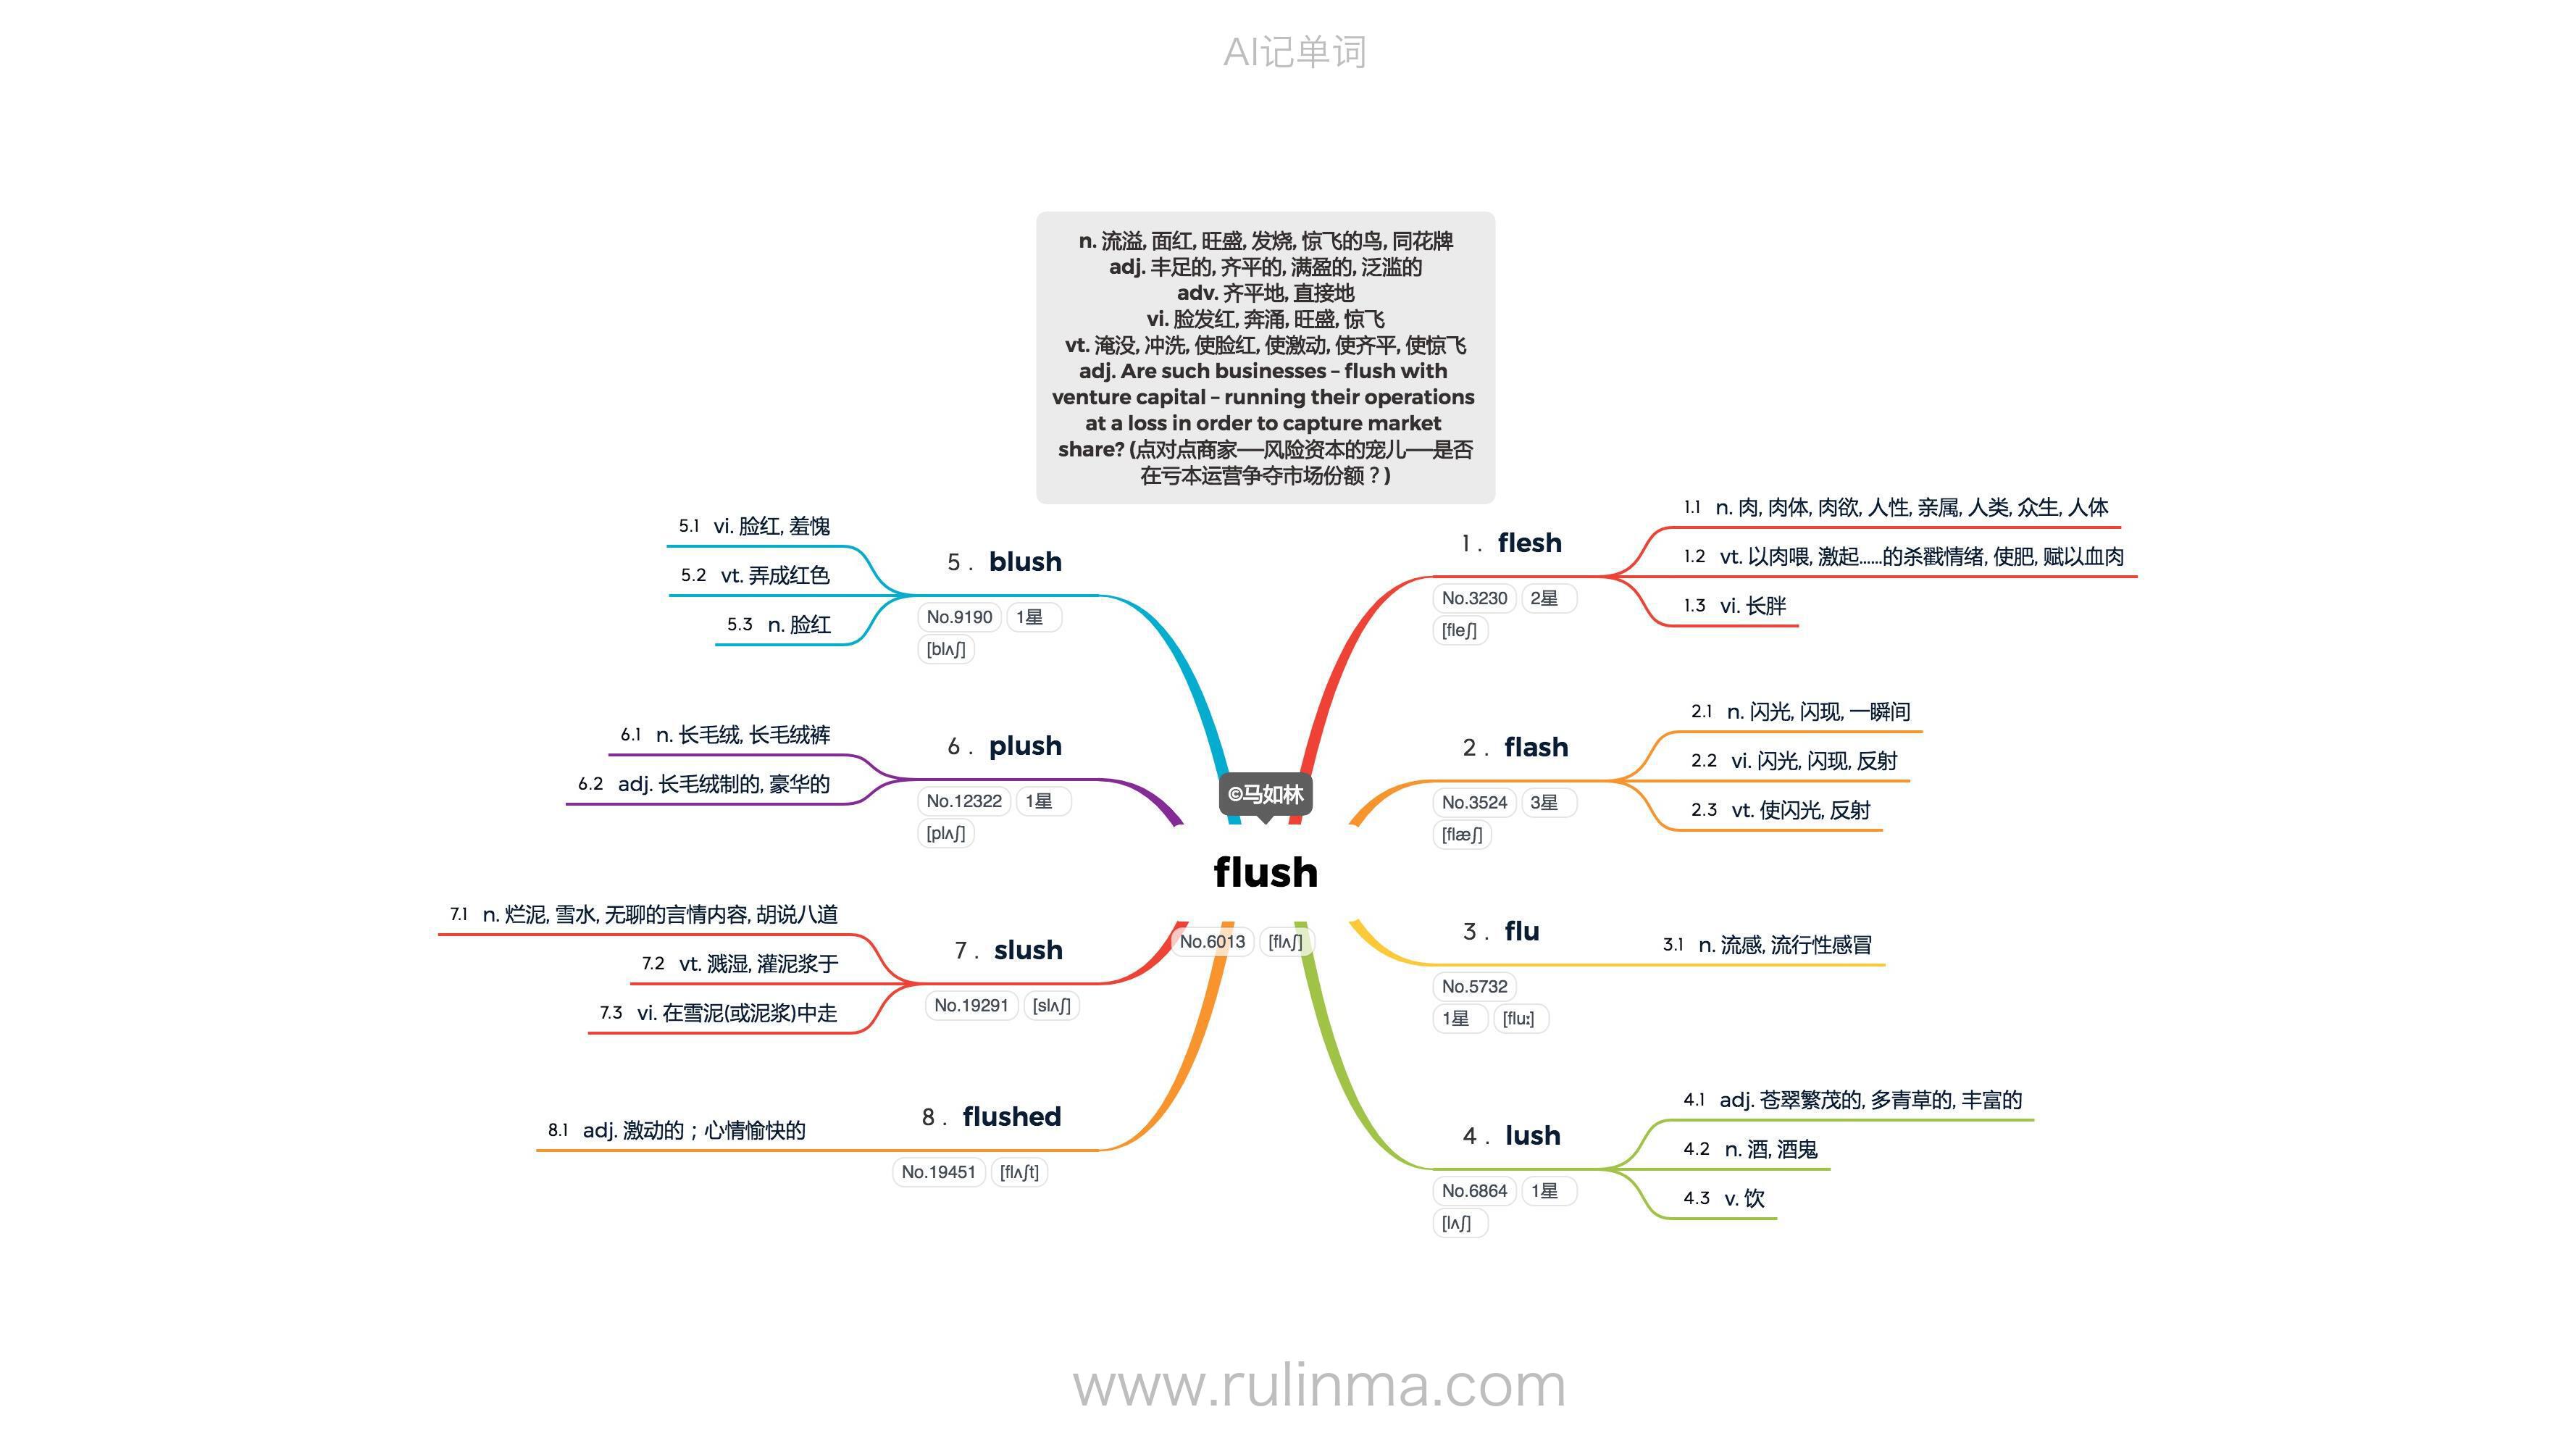 AI记单词
n. 流溢, 面红, 旺盛, 发烧, 惊飞的鸟, 同花牌
adj. 丰足的, 齐平的, 满盈的, 泛滥的
adv. 齐平地, 直接地
vi. 脸发红, 奔涌, 旺盛, 惊飞
vt. 淹没, 冲洗, 使脸红, 使激动, 使齐平, 使惊飞
adj. Are such businesses – flush with
venture capital – running their operations
at a loss in order to capture market
share? (点对点商家──风险资本的宠儿──是否
在亏本运营争夺市场份额？)
©马如林
flush
No.6013 [flʌʃ]
1 . flesh
No.3230 2星
[fleʃ]
1.1 n. 肉, 肉体, 肉欲, 人性, 亲属, 人类, 众生, 人体
1.2 vt. 以肉喂, 激起……的杀戳情绪, 使肥, 赋以血肉
1.3 vi. 长胖
2 . flash
No.3524 3星
[flæʃ]
2.1 n. 闪光, 闪现, 一瞬间
2.2 vi. 闪光, 闪现, 反射
2.3 vt. 使闪光, 反射
3 . flu
No.5732
1星 [fluː]
3.1 n. 流感, 流行性感冒
4 . lush
No.6864 1星
[lʌʃ]
4.1 adj. 苍翠繁茂的, 多青草的, 丰富的
4.2 n. 酒, 酒鬼
4.3 v. 饮
5 . blush
No.9190 1星
[blʌʃ]
5.1 vi. 脸红, 羞愧
5.2 vt. 弄成红色
5.3 n. 脸红
6 . plush
No.12322 1星
[plʌʃ]
6.1 n. 长毛绒, 长毛绒裤
6.2 adj. 长毛绒制的, 豪华的
7 . slush
No.19291 [slʌʃ]
7.1 n. 烂泥, 雪水, 无聊的言情内容, 胡说八道
7.2 vt. 溅湿, 灌泥浆于
7.3 vi. 在雪泥(或泥浆)中走
8 . flushed
No.19451 [flʌʃt]
8.1 adj. 激动的；心情愉快的
www.rulinma.com